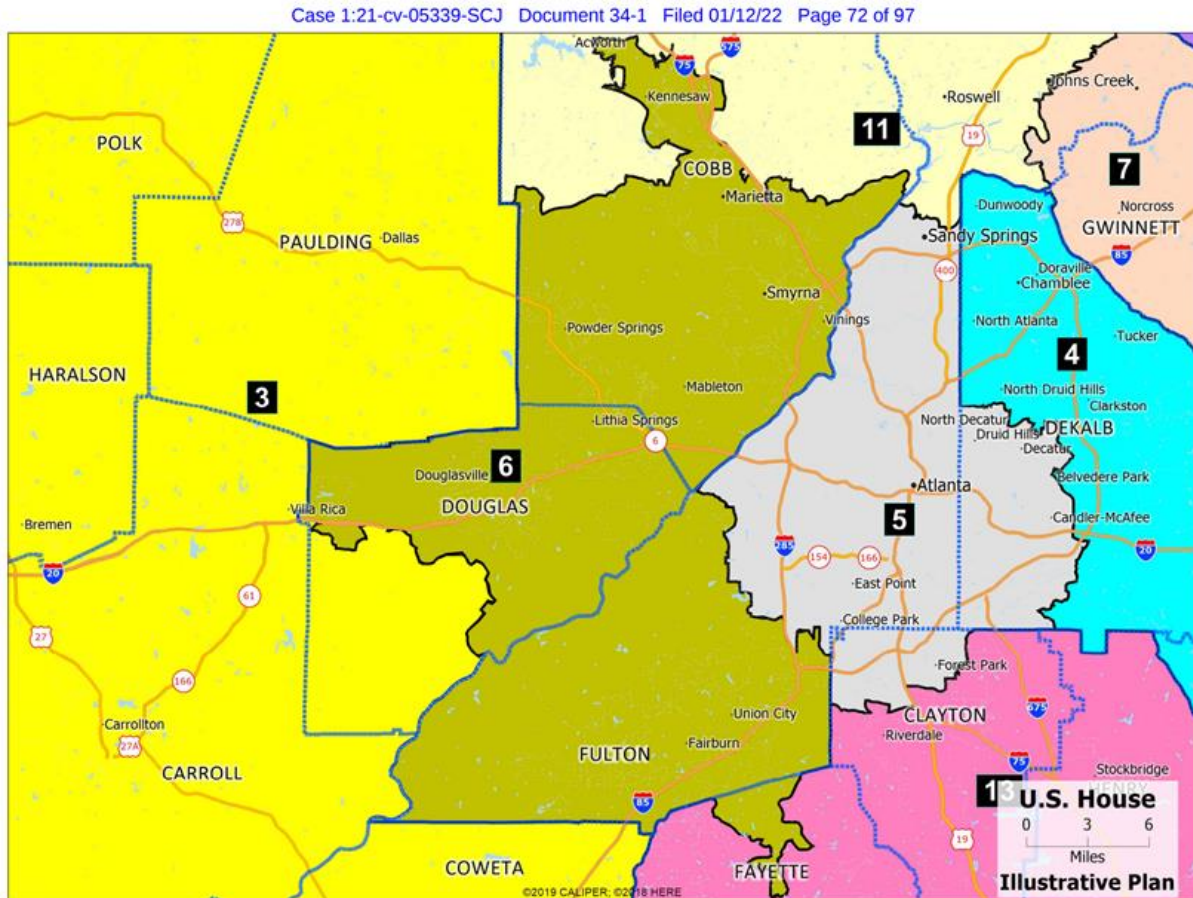 Case 1:21-cv-05339-SCJ Document 34-1 Filed 01/12/22 Page 72 of 97
Acworth
75
575
Kennesaw
Roswell
Johns Creek
19
11
POLK
COBB
7
Marietta
Dunwoody
Norcross
GWINNETT
278
PAULDING
Dallas
Sandy Springs
85
400
Doraville
Chamblee
Smyrna
Vinings
North Atlanta
Powder Springs
Tucker
4
HARALSON
3
Mableton
North Druid Hills
Clarkston
Lithia Springs
North Decatur
DEKALB
Druid Hills
6
Decatur
6
Douglasville
Belvedere Park
Atlanta
DOUGLAS
Villa Rica
5
Candler-McAfee
Bremen
285
20
154
166
20
East Point
61
College Park
27
Forest Park
166
675
Union City
CLAYTON
Carrollton
Riverdale
27A
Fairburn
FULTON
75
CARROLL
Stockbridge
13
HENRY
85
U.S. House
0 3 6
19
Miles
COWETA
FAYETTE
Illustrative Plan
©2019 CALIPER; ©2018 HERE